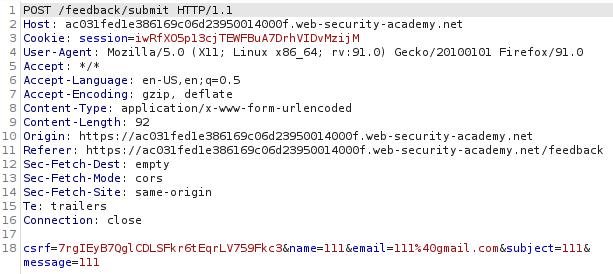 1 POST /feedback/submit HTTP/1.1
2 Host: ac031fed1e386169c06d23950014000f.web-security-academy.net
3 Cookie: session=iwRfXO5p13cjTEWFBuA7DrhVIDvMzijM
4 User-Agent: Mozilla/5.0 (X11; Linux x86_64; rv:91.0) Gecko/20100101 Firefox/91.0
5 Accept: */*
6 Accept-Language: en-US,en;q=0.5
7 Accept-Encoding: gzip, deflate
8 Content-Type: application/x-www-form-urlencoded
9 Content-Length: 92
10 Origin: https://ac031fed1e386169c06d23950014000f.web-security-academy.net
11 Referer: https://ac031fed1e386169c06d23950014000f.web-security-academy.net/feedback
12 Sec-Fetch-Dest: empty
13 Sec-Fetch-Mode: cors
14 Sec-Fetch-Site: same-origin
15 Te: trailers
16 Connection: close
17
18 csrf=7rgIEyB7QglCDLSFkr6tEqrLV759Fkc3&name=111&email=111%40gmail.com&subject=111&
message=111